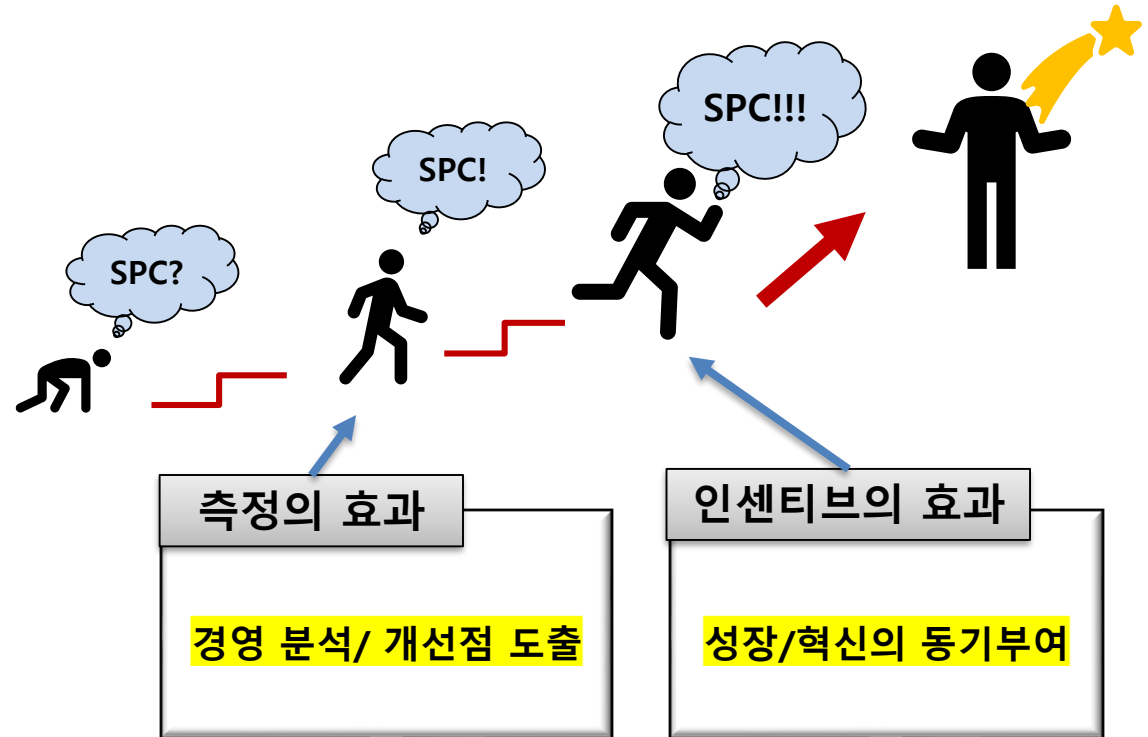 SPC!!!
SPC!
SPC?
측정의 효과
경영 분석/ 개선점 도출
인센티브의 효과
성장/혁신의 동기부여